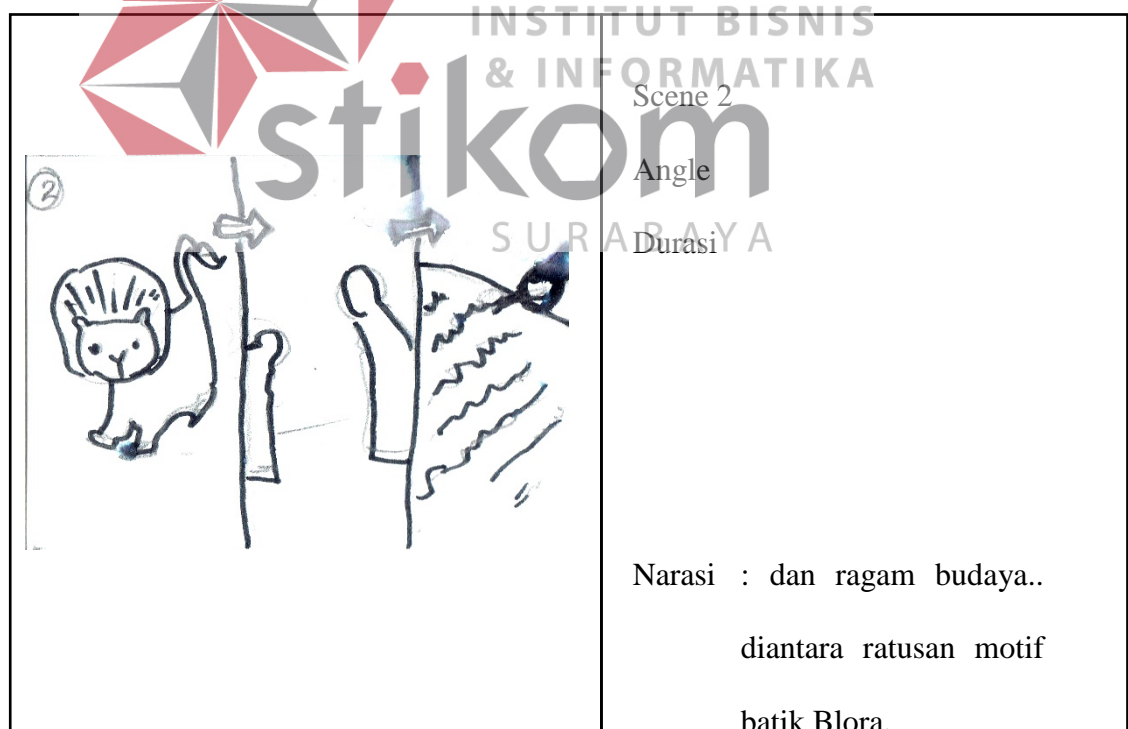 INSTITUT BISNIS
& INFORMATIKA
stikom
SURABAYA
2
Scene 2
Angle
Durasi
Narasi : dan ragam budaya..
diantara ratusan motif
batik Blora.